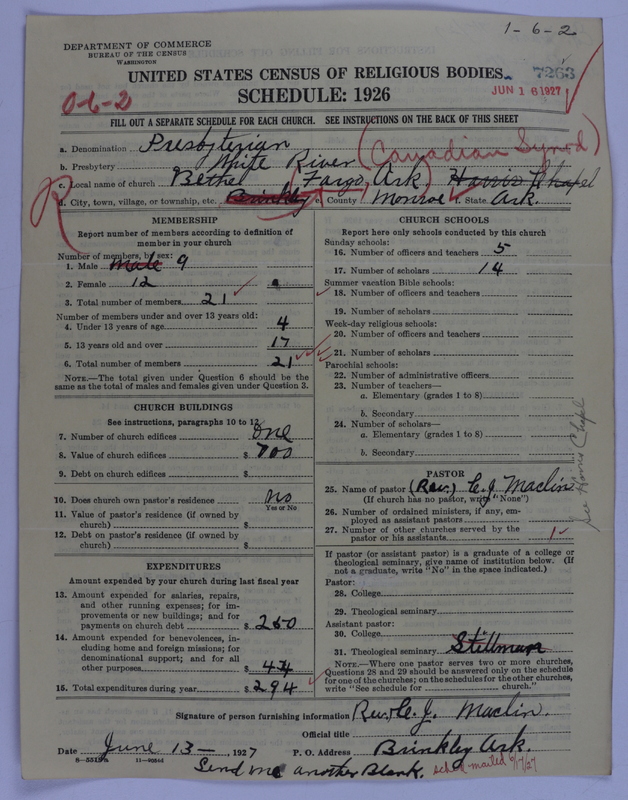 1-6-2
DEPARTMENT OF COMMERCE
BUREAU OF THE CENSUS
WASHINGTON
UNITED STATES CENSUS OF RELIGIOUS BODIES
7263
SCHEDULE: 1926
JUN 16 1927
0-6-2
FILL OUT A SEPARATE SCHEDULE FOR EACH CHURCH. SEE INSTRUCTIONS ON THE BACK OF THIS SHEET
a. Denomination Presbyterian
b. Presbytery White River (Canadian Synod)
c. Local name of church Bethel (Fargo, Ark) Harris Chapel
d. City, town, village, or township, etc. Brinkley e. County Monroe f. State Ark.
MEMBERSHIP
Report number of members according to definition of member in your church
Number of members, by sex:
1. Male male 9
2. Female 12
3. Total number of members 21
Number of members under and over 13 years old:
4. Under 13 years of age 4
5. 13 years old and over 17
6. Total number of members 21
NOTE.—The total given under Question 6 should be the same as the total of males and females given under Question 3.
CHURCH BUILDINGS
See instructions, paragraphs 10 to 12
7. Number of church edifices One
8. Value of church edifices $ 700
9. Debt on church edifices $
10. Does church own pastor's residence No
Yes or No
11. Value of pastor's residence (if owned by church) $
12. Debt on pastor's residence (if owned by church) $
EXPENDITURES
Amount expended by your church during last fiscal year
13. Amount expended for salaries, repairs, and other running expenses; for improvements or new buildings; and for payments on church debt $ 250
14. Amount expended for benevolences, including home and foreign missions; for denominational support; and for all other purposes $ 44
15. Total expenditures during year $ 294
CHURCH SCHOOLS
Report here only schools conducted by this church
Sunday schools:
16. Number of officers and teachers 5
17. Number of scholars 14
Summer vacation Bible schools:
18. Number of officers and teachers
19. Number of scholars
Week-day religious schools:
20. Number of officers and teachers
21. Number of scholars
Parochial schools:
22. Number of administrative officers
23. Number of teachers—
a. Elementary (grades 1 to 8)
b. Secondary
24. Number of scholars—
a. Elementary (grades 1 to 8)
b. Secondary
See Harris Chapel
PASTOR
25. Name of pastor (Rev.) C. J. Maclin
(If church has no pastor, write "None")
26. Number of ordained ministers, if any, employed as assistant pastors
27. Number of other churches served by the pastor or his assistants 1
If pastor (or assistant pastor) is a graduate of a college or theological seminary, give name of institution below. (If not a graduate, write "No" in the space indicated.)
Pastor:
28. College
29. Theological seminary
Assistant pastor:
30. College
31. Theological seminary Stillman
NOTE.—Where one pastor serves two or more churches, Questions 28 and 29 should be answered only on the schedule for one of the churches; on the schedules for the other churches, write "See schedule for church."
Signature of person furnishing information Rev. C. J. Maclin.
Official title
Date June 13—, 1927 P. O. Address Brinkley Ark.
11-4
Send me another Blank. sched-mailed 6/17/27